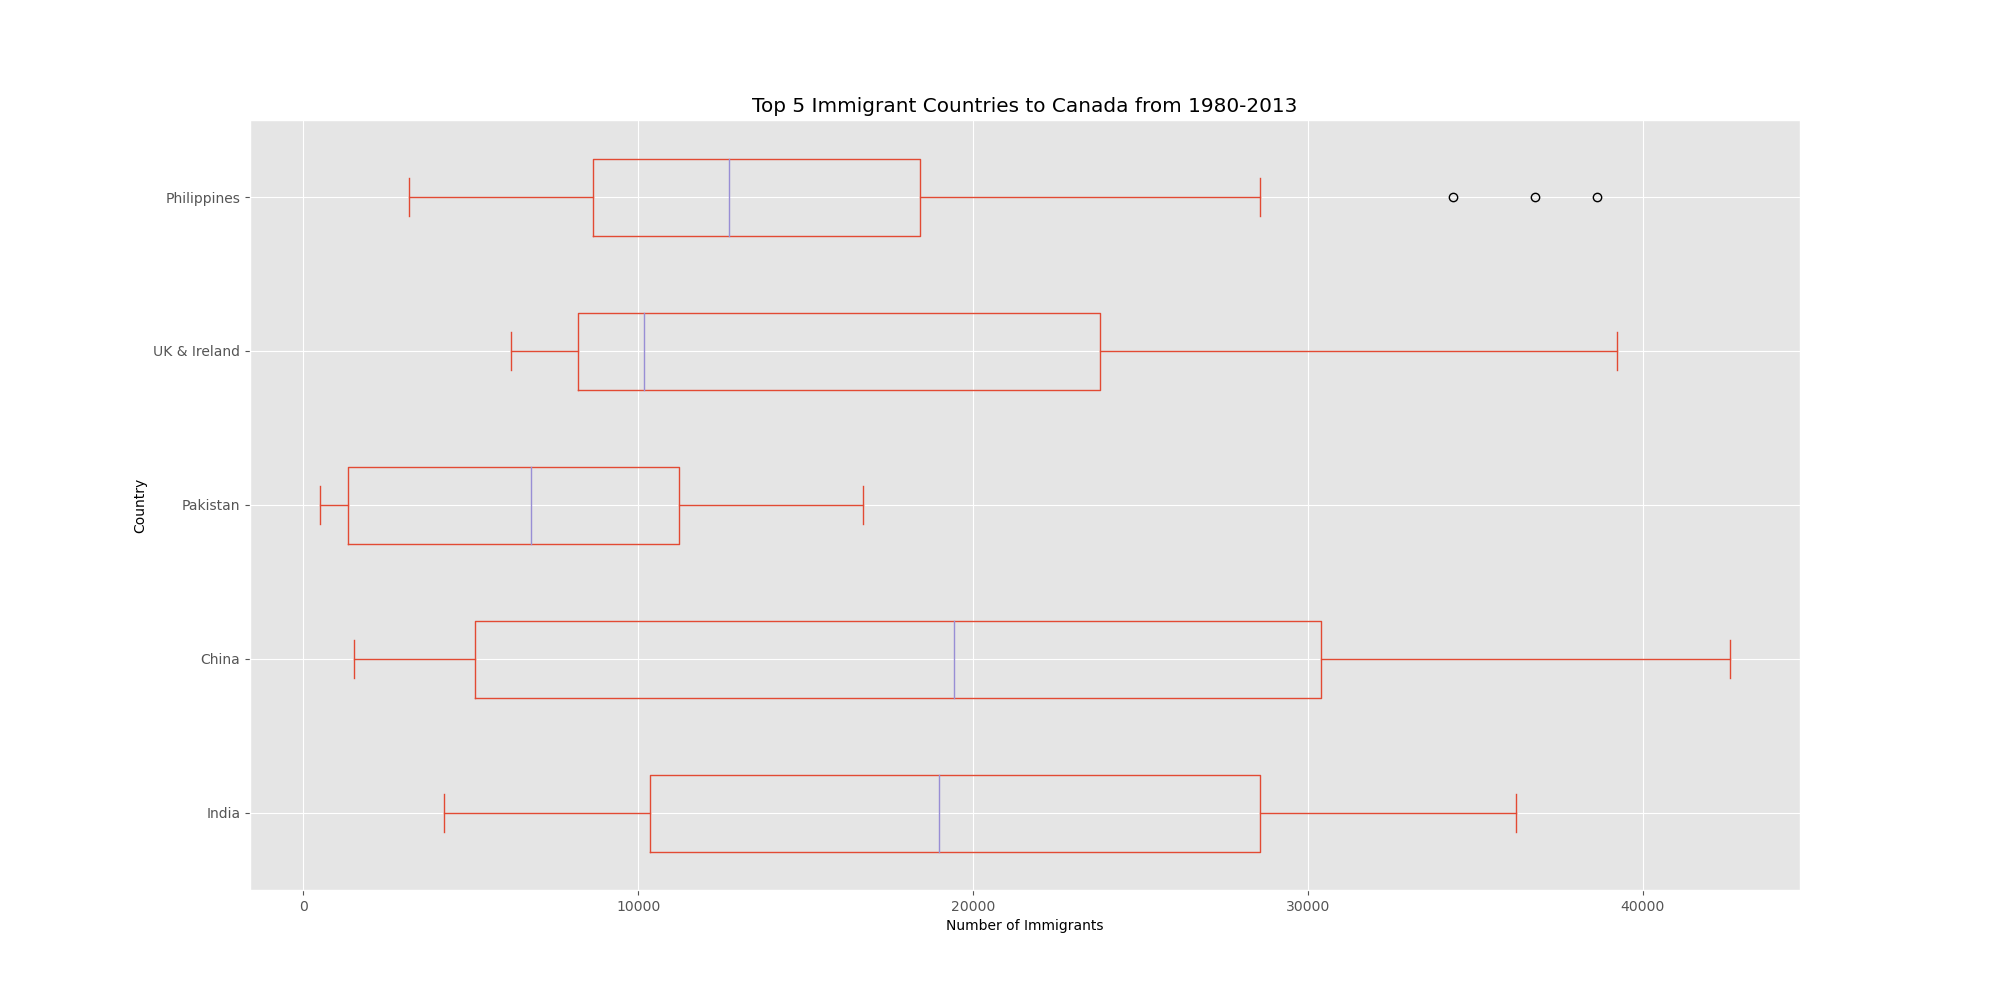 Top 5 Immigrant Countries to Canada from 1980-2013
Philippines
UK & Ireland
Pakistan
China
India
Country
0 10000 20000 30000 40000
Number of Immigrants